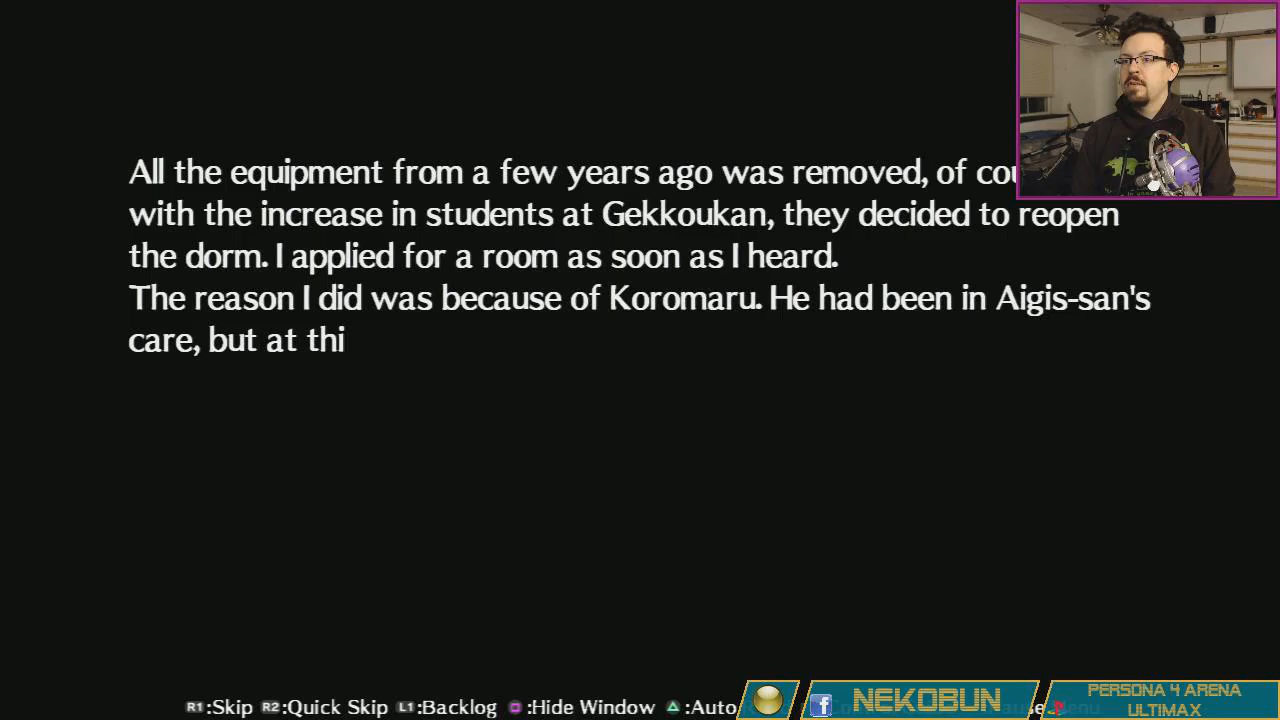 All the equipment from a few years ago was removed, of
with the increase in students at Gekkoukan, they decided to reopen
the dorm. I applied for a room as soon as I heard.
The reason I did was because of Koromaru. He had been in Aigis-san's
care, but at thi
R1:Skip R2:Quick Skip L1:Backlog :Hide Window :Auto
NEKOBUN
PERSONA 4 ARENA
ULTIMAX